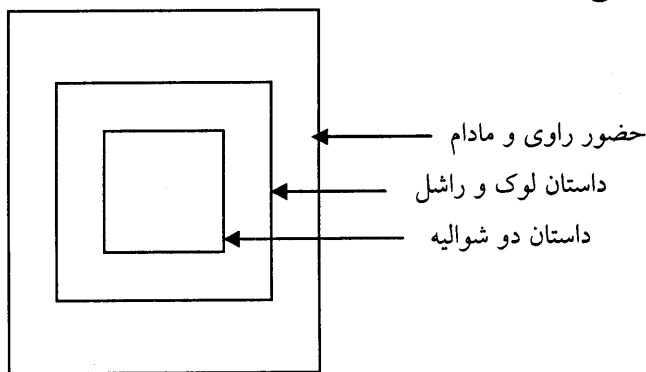 حضور راوی و مادام
داستان لوک و راشل
داستان دو شوالیه